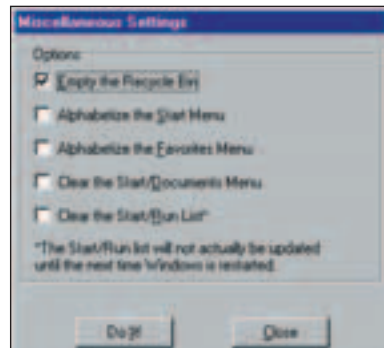 Miscellaneous Settings
Options
Empty the Recycle Bin
Alphabetize the Start Menu
Alphabetize the Favorites Menu
Clear the Start/Documents Menu
Clear the Start/Run List*
*The Start/Run list will not actually be updated
until the next time Windows is restarted.
Do It!
Close